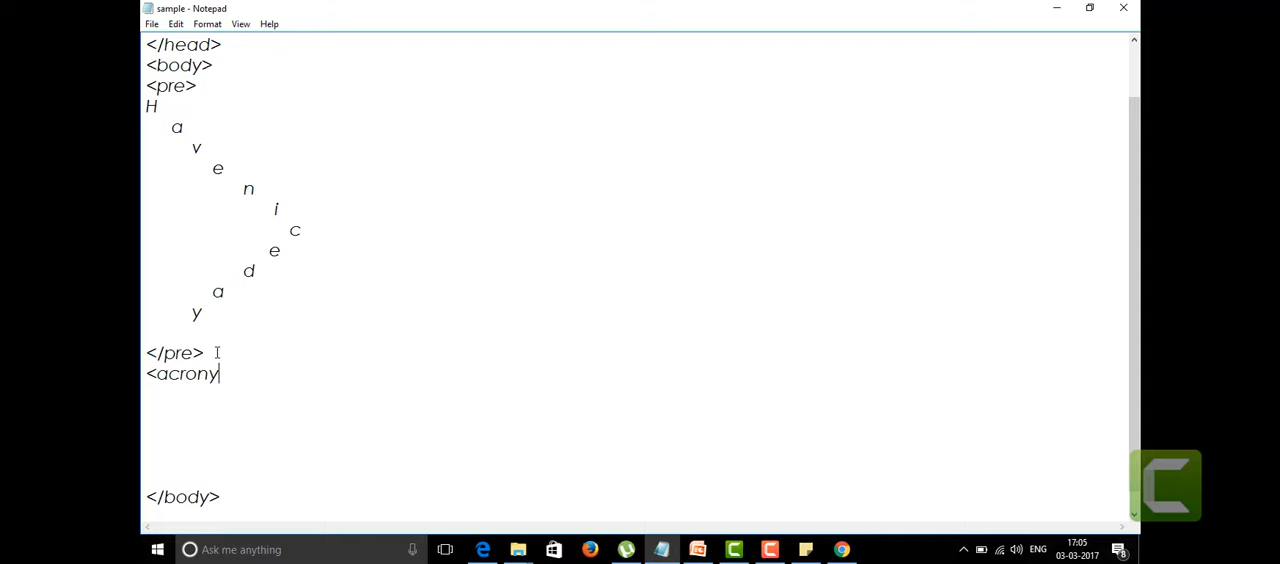 sample - Notepad
File Edit Format View Help
</head>
<body>
<pre>
H
a
v
e
n
i
c
e
d
a
y
</pre>
<acrony
</body>
Ask me anything
ENG
17:05
03-03-2017
8